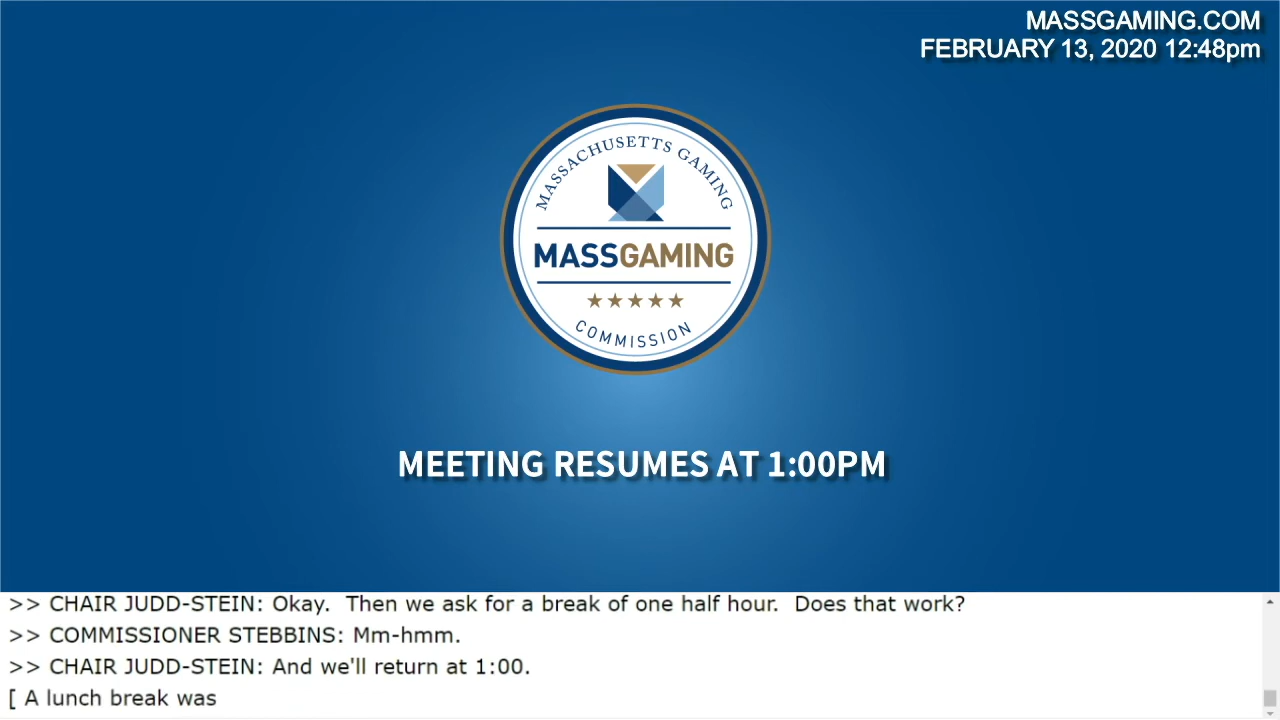 MASSGAMING.COM
FEBRUARY 13, 2020 12:48pm
MASSACHUSETTS GAMING
MASSGAMING
COMMISSION
MEETING RESUMES AT 1:00PM
>> CHAIR JUDD-STEIN: Okay.  Then we ask for a break of one half hour.  Does that work?
>> COMMISSIONER STEBBINS: Mm-hmm.
>> CHAIR JUDD-STEIN: And we'll return at 1:00.
[ A lunch break was